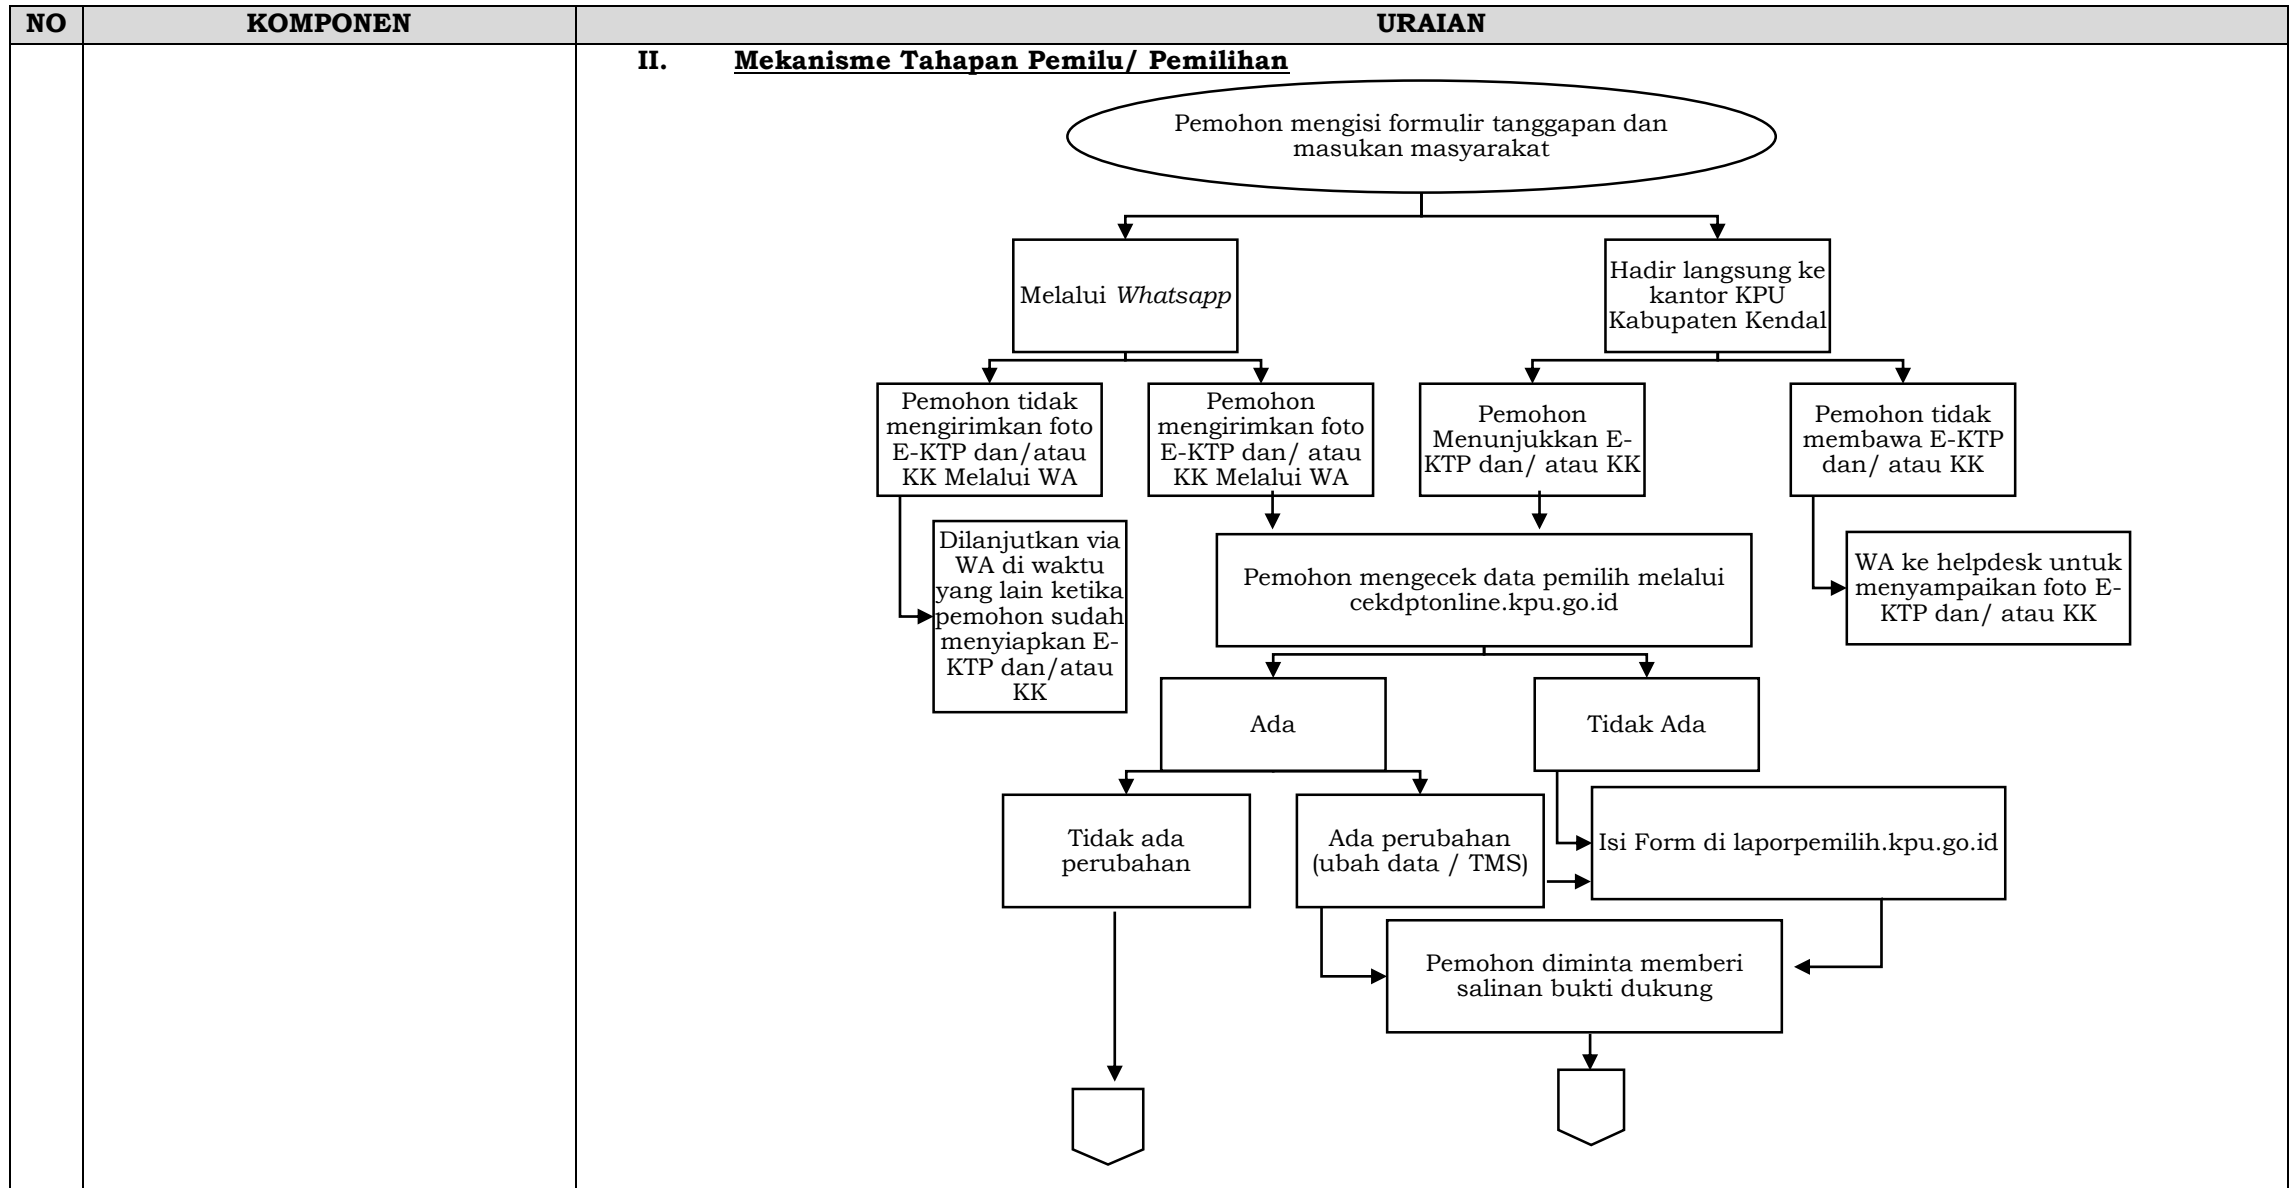 NO
KOMPONEN
URAIAN
II. Mekanisme Tahapan Pemilu/ Pemilihan
Pemohon mengisi formulir tanggapan dan
masukan masyarakat
Melalui Whatsapp
Hadir langsung ke
kantor KPU
Kabupaten Kendal
Pemohon tidak
mengirimkan foto
E-KTP dan/atau
KK Melalui WA
Pemohon
mengirimkan foto
E-KTP dan/ atau
KK Melalui WA
Pemohon
Menunjukkan E-
KTP dan/ atau KK
Pemohon tidak
membawa E-KTP
dan/ atau KK
Dilanjutkan via
WA di waktu
yang lain ketika
pemohon sudah
menyiapkan E-
KTP dan/atau
KK
Pemohon mengecek data pemilih melalui
cekdptonline.kpu.go.id
WA ke helpdesk untuk
menyampaikan foto E-
KTP dan/ atau KK
Ada
Tidak Ada
Tidak ada
perubahan
Ada perubahan
(ubah data / TMS)
Isi Form di laporpemilih.kpu.go.id
Pemohon diminta memberi
salinan bukti dukung